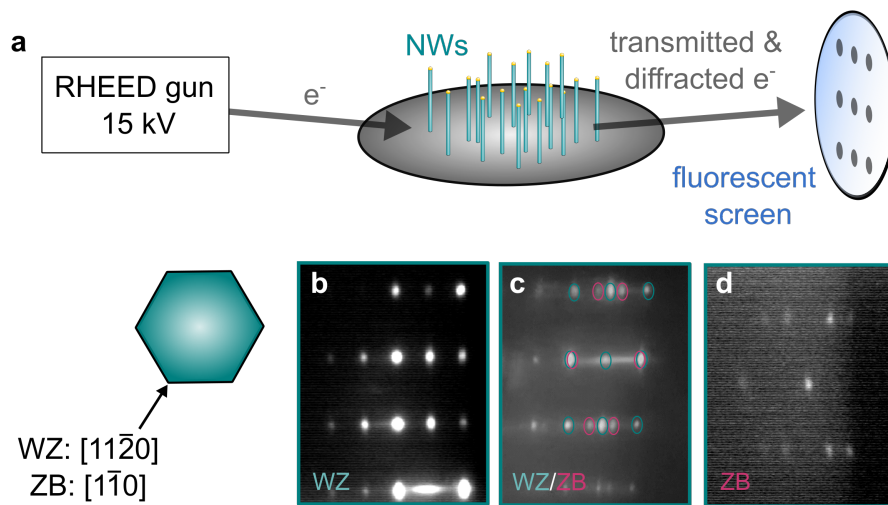 a
RHEED gun
15 kV
e-
NWs
transmitted &
diffracted e-
fluorescent
screen
WZ: [112̄0]
ZB: [11̄0]
b
WZ
c
WZ/ZB
d
ZB